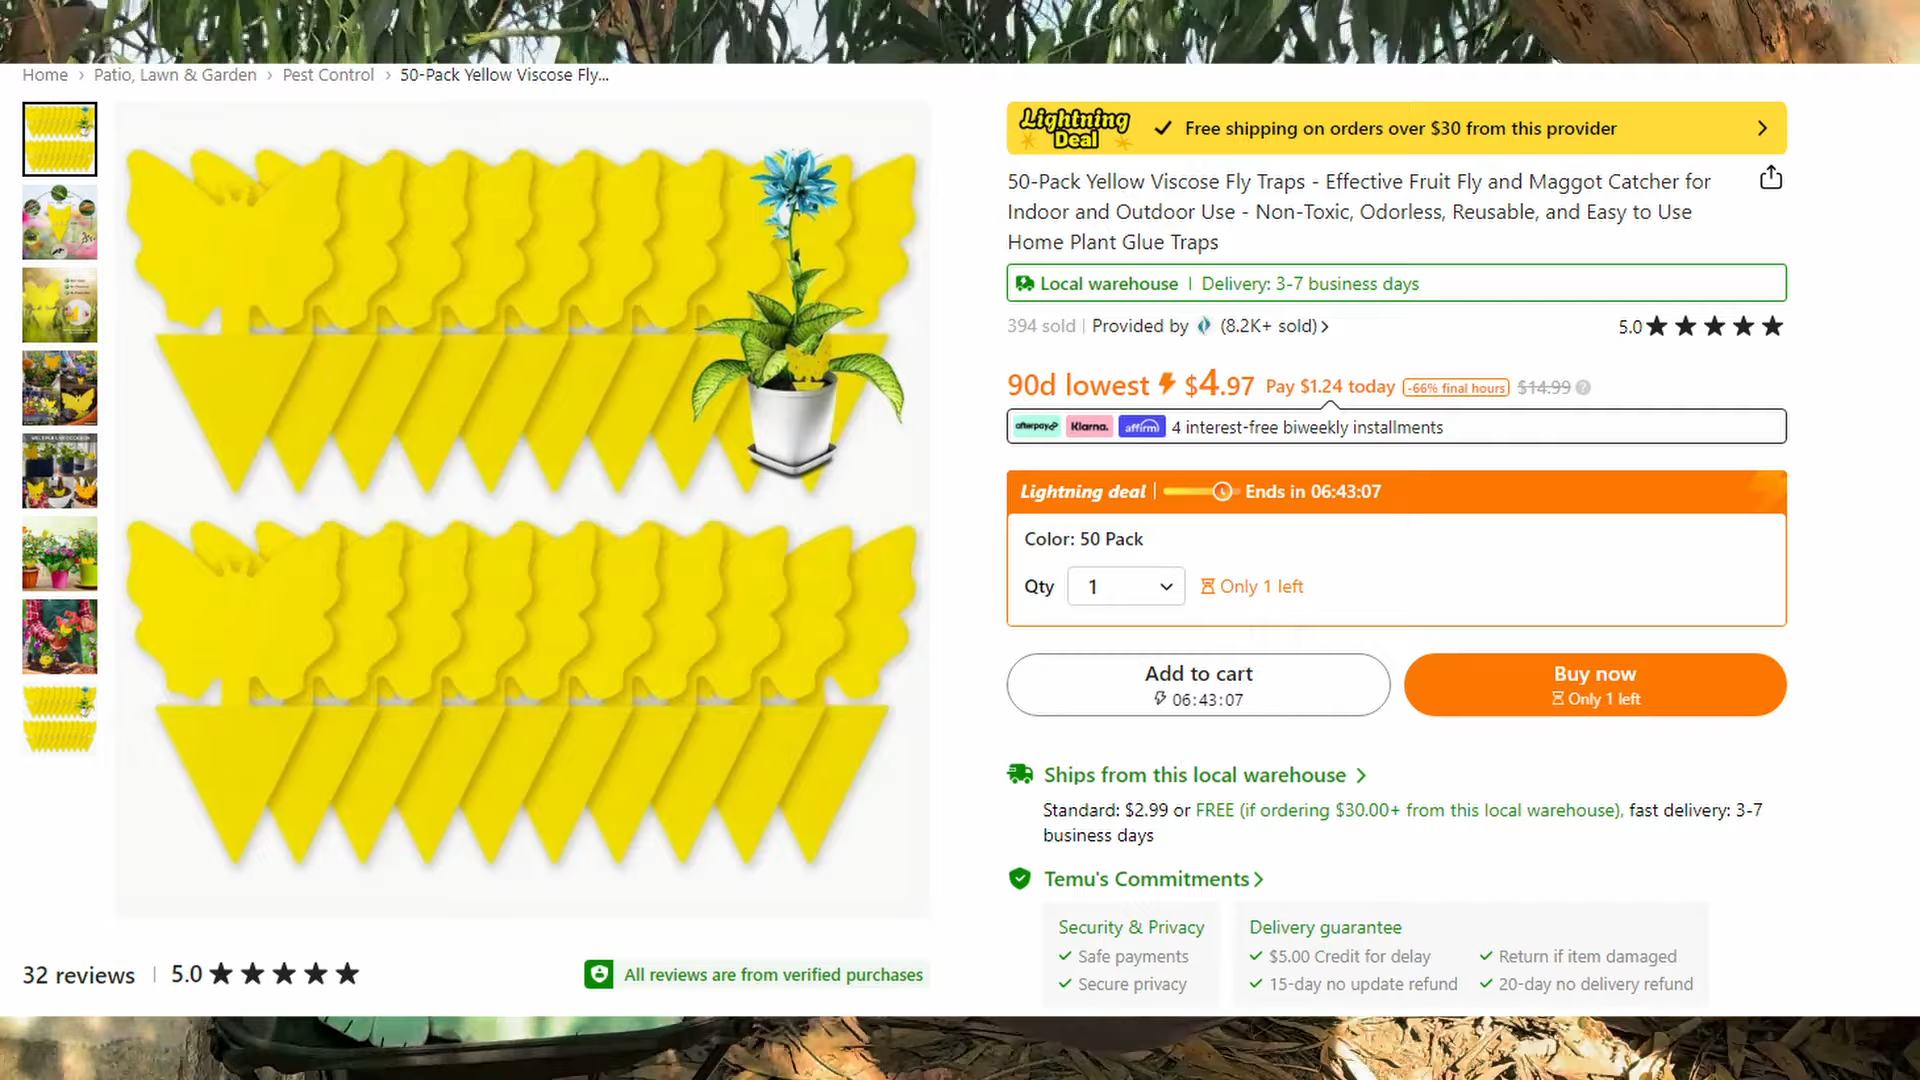 Home › Patio, Lawn & Garden › Pest Control › 50-Pack Yellow Viscose Fly...
Lightning
Deal
Free shipping on orders over $30 from this provider
50-Pack Yellow Viscose Fly Traps - Effective Fruit Fly and Maggot Catcher for
Indoor and Outdoor Use - Non-Toxic, Odorless, Reusable, and Easy to Use
Home Plant Glue Traps
Local warehouse | Delivery: 3-7 business days
394 sold | Provided by (8.2K+ sold) ›
5.0
90d lowest $4.97 Pay $1.24 today -66% final hours $14.99 ?
afterpay Klarna. affirm 4 interest-free biweekly installments
Lightning deal | Ends in 06:43:07
Color: 50 Pack
Qty 1 Only 1 left
Add to cart
06:43:07
Buy now
Only 1 left
Ships from this local warehouse ›
Standard: $2.99 or FREE (if ordering $30.00+ from this local warehouse), fast delivery: 3-7
business days
Temu's Commitments ›
Security & Privacy
Safe payments
Secure privacy
Delivery guarantee
$5.00 Credit for delay
Return if item damaged
15-day no update refund
20-day no delivery refund
32 reviews | 5.0
All reviews are from verified purchases